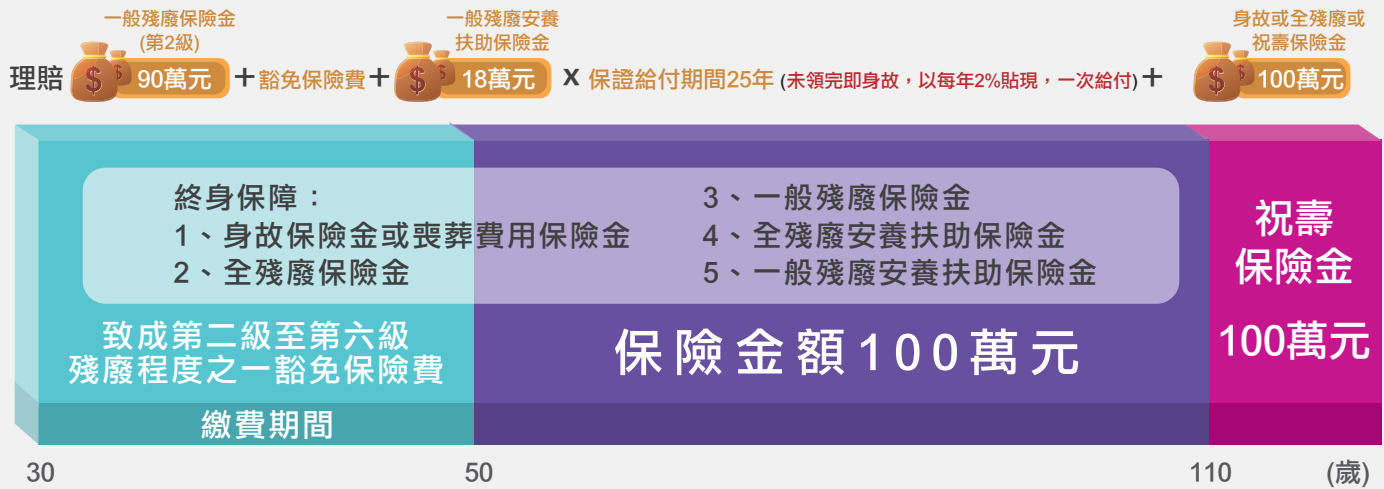 一般殘廢保險金
(第2級)
一般殘廢安養
扶助保險金
身故或全殘廢或
祝壽保險金
理賠 $ $ 90萬元 + 豁免保險費 + $ $ 18萬元 x 保證給付期間25年 (未領完即身故，以每年2%貼現，一次給付) + $ $ 100萬元
終身保障：
1、身故保險金或喪葬費用保險金
2、全殘廢保險金
3、一般殘廢保險金
4、全殘廢安養扶助保險金
5、一般殘廢安養扶助保險金
致成第二級至第六級
殘廢程度之一豁免保險費
保險金額100萬元
祝壽
保險金
100萬元
繳費期間
30 50 110 (歲)